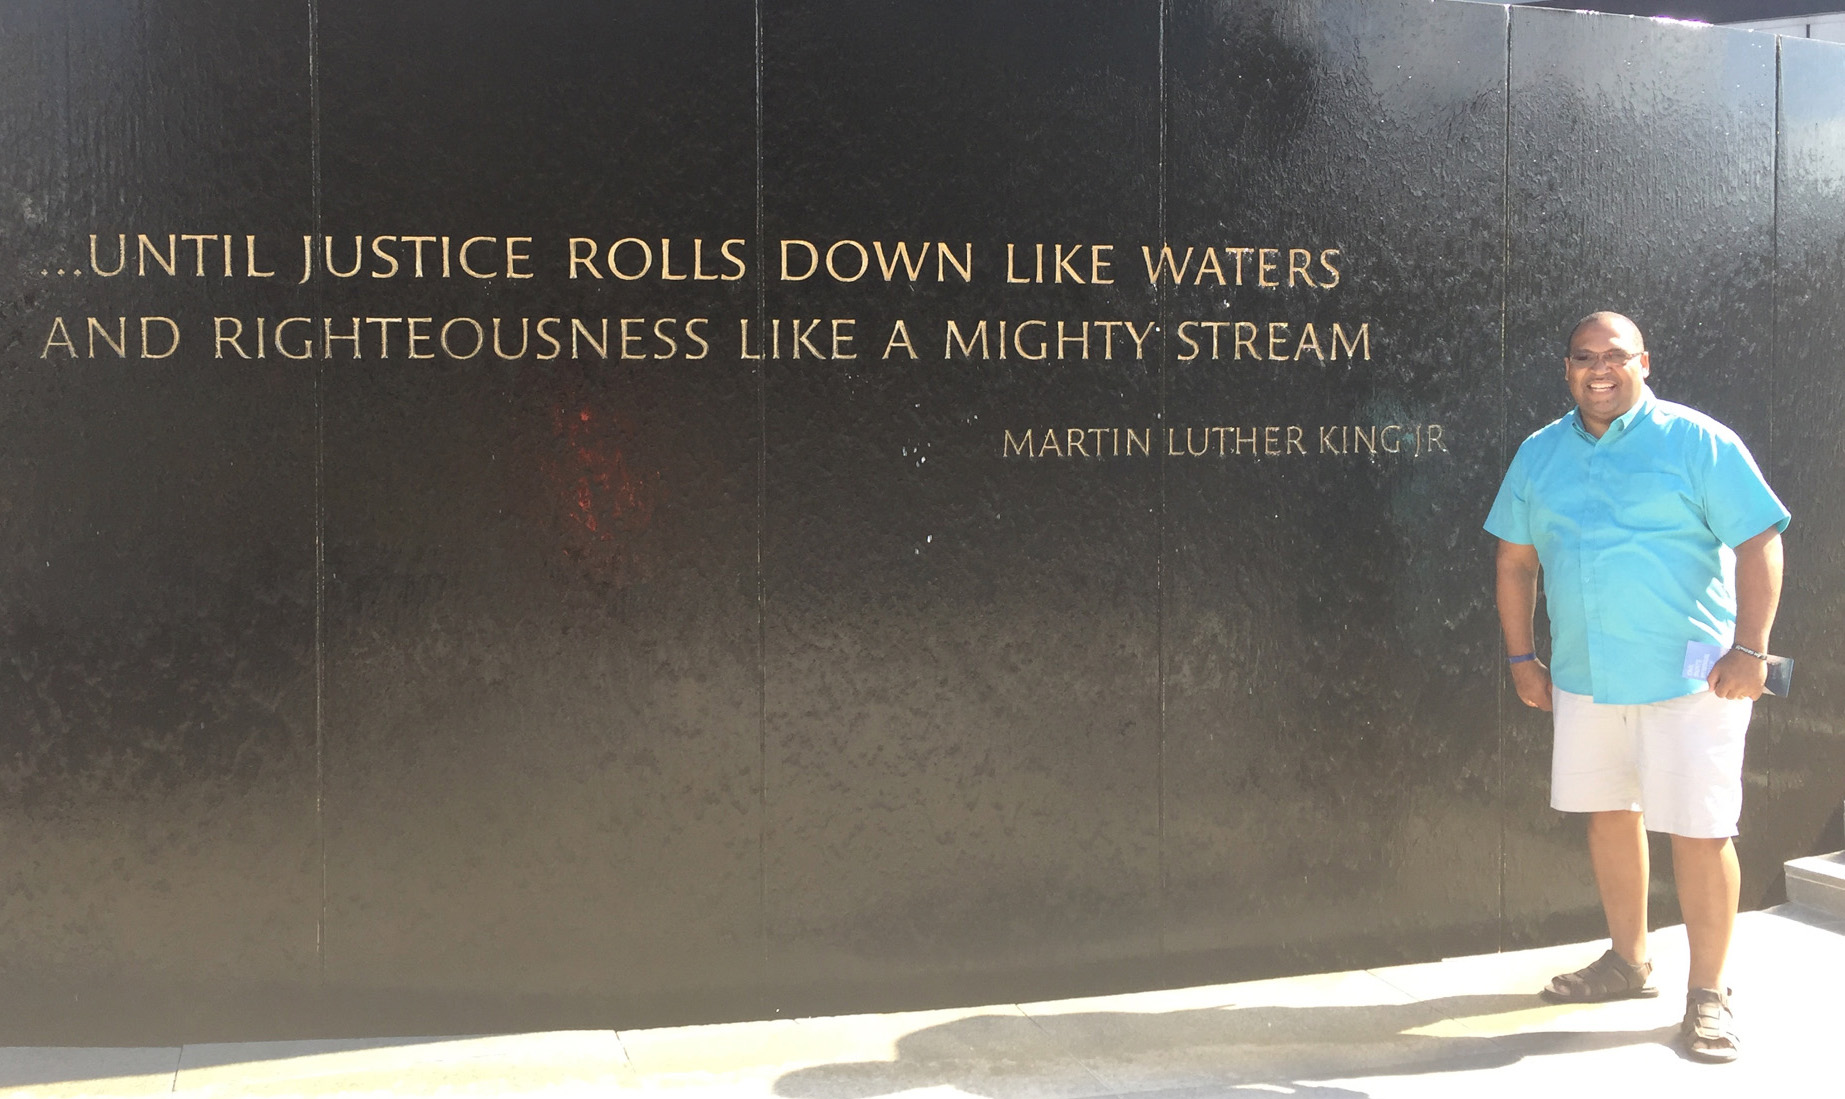 ...UNTIL JUSTICE ROLLS DOWN LIKE WATERS
AND RIGHTEOUSNESS LIKE A MIGHTY STREAM
MARTIN LUTHER KING JR